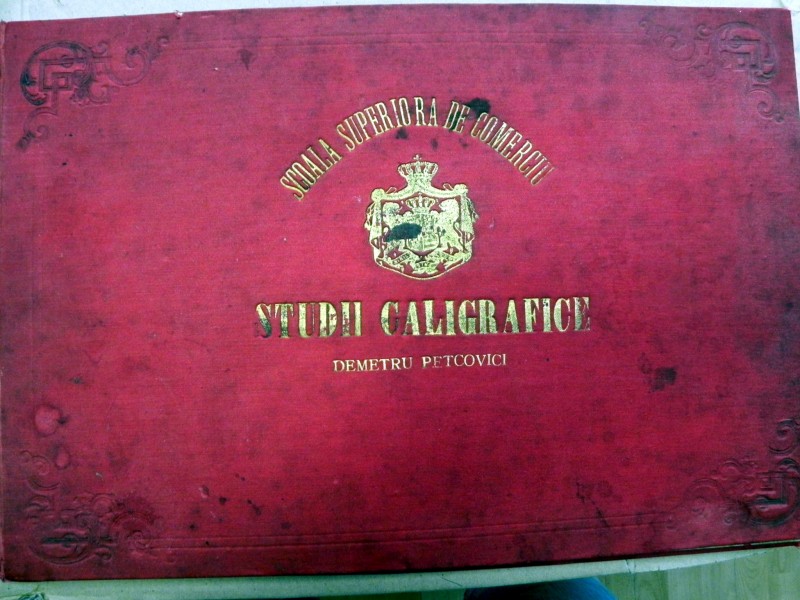 SCOALA SUPERIORA DE COMERCIU
STUDII CALIGRAFICE
DEMETRU PETCOVICI